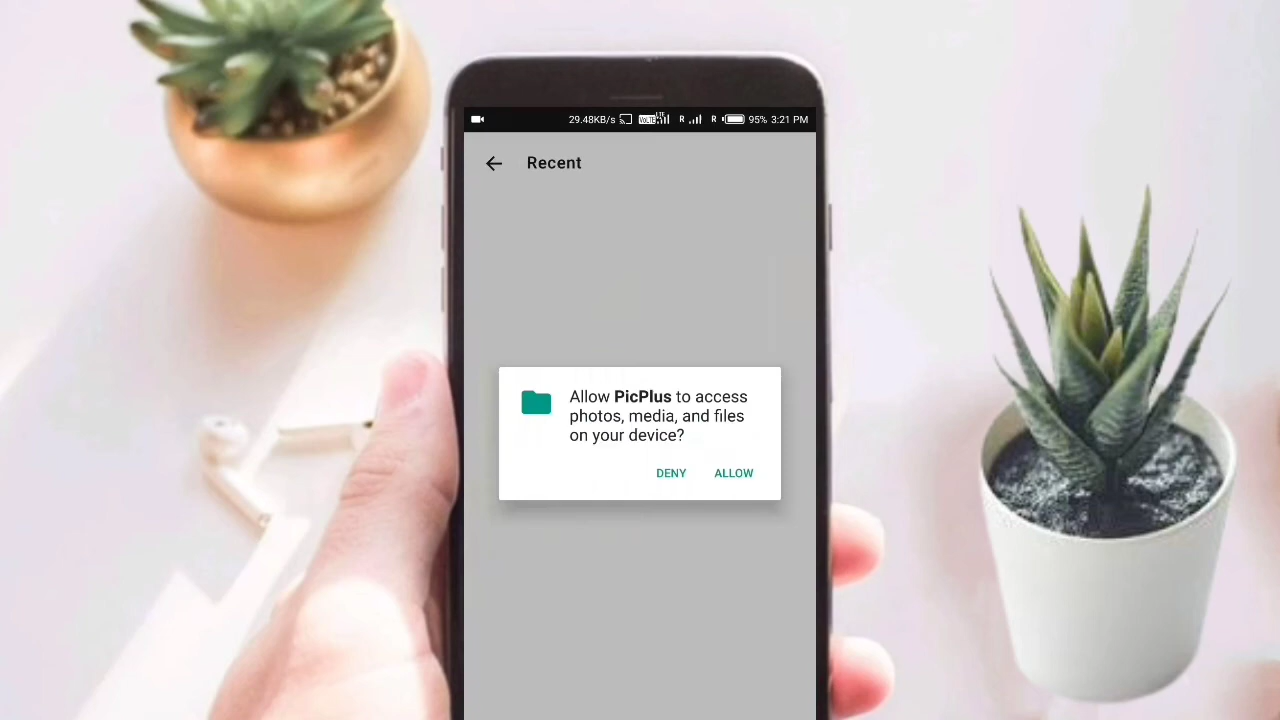 29.48KB/s VoLTE R R 95% 3:21 PM
Recent
Allow PicPlus to access
photos, media, and files
on your device?
DENY ALLOW